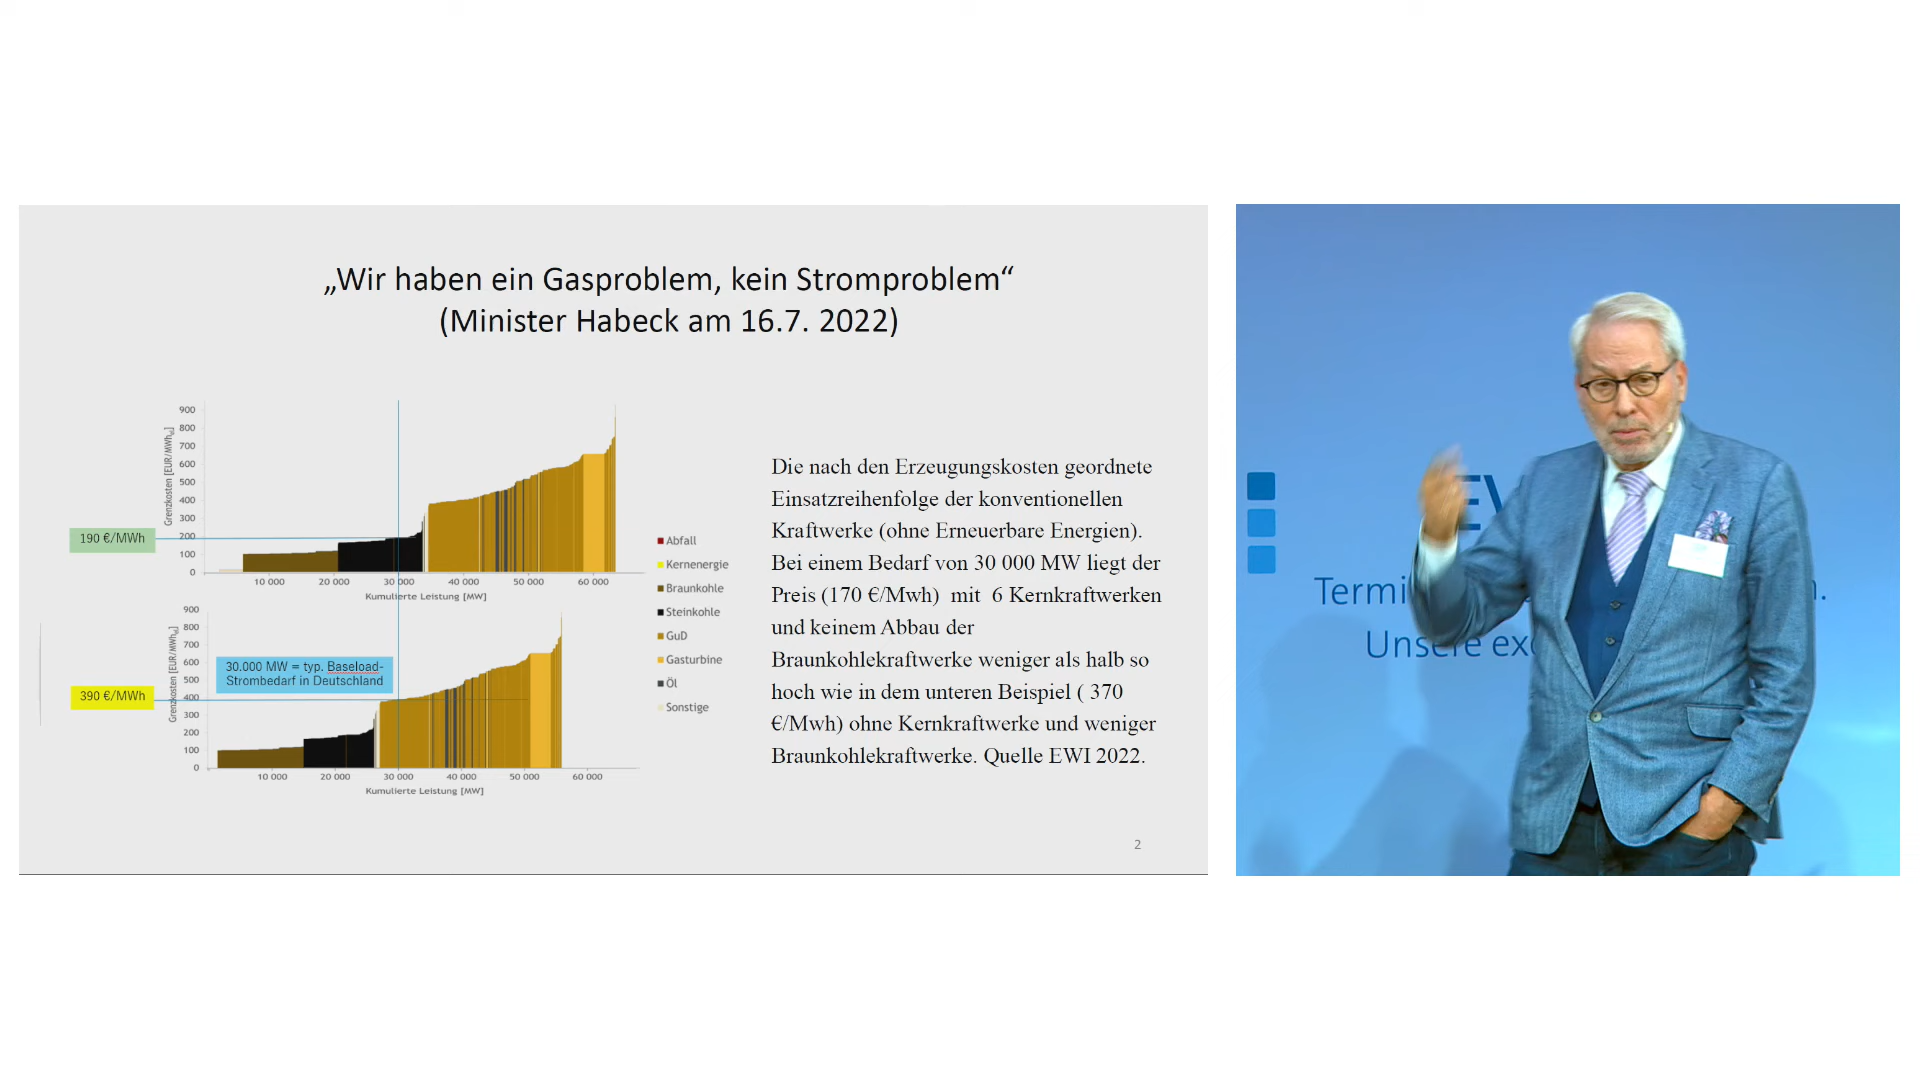 „Wir haben ein Gasproblem, kein Stromproblem“
(Minister Habeck am 16.7. 2022)
900
800
700
600
500
400
300
200
100
0
Grenzkosten [EUR/MWh
190 €/MWh
10 000
20 000
30 000
40 000
50 000
60 000
Kumulierte Leistung [MW]
900
800
700
600
500
400
300
200
100
0
Grenzkosten [EUR/MWh
30.000 MW = typ. Baseload-
Strombedarf in Deutschland
390 €/MWh
10 000
20 000
30 000
40 000
50 000
60 000
Kumulierte Leistung [MW]
Abfall
Kernenergie
Braunkohle
Steinkohle
GuD
Gasturbine
Öl
Sonstige
Die nach den Erzeugungskosten geordnete
Einsatzreihenfolge der konventionellen
Kraftwerke (ohne Erneuerbare Energien).
Bei einem Bedarf von 30 000 MW liegt der
Preis (170 €/Mwh) mit 6 Kernkraftwerken
und keinem Abbau der
Braunkohlekraftwerke weniger als halb so
hoch wie in dem unteren Beispiel ( 370
€/Mwh) ohne Kernkraftwerke und weniger
Braunkohlekraftwerke. Quelle EWI 2022.
2
Termi
Unsere exc